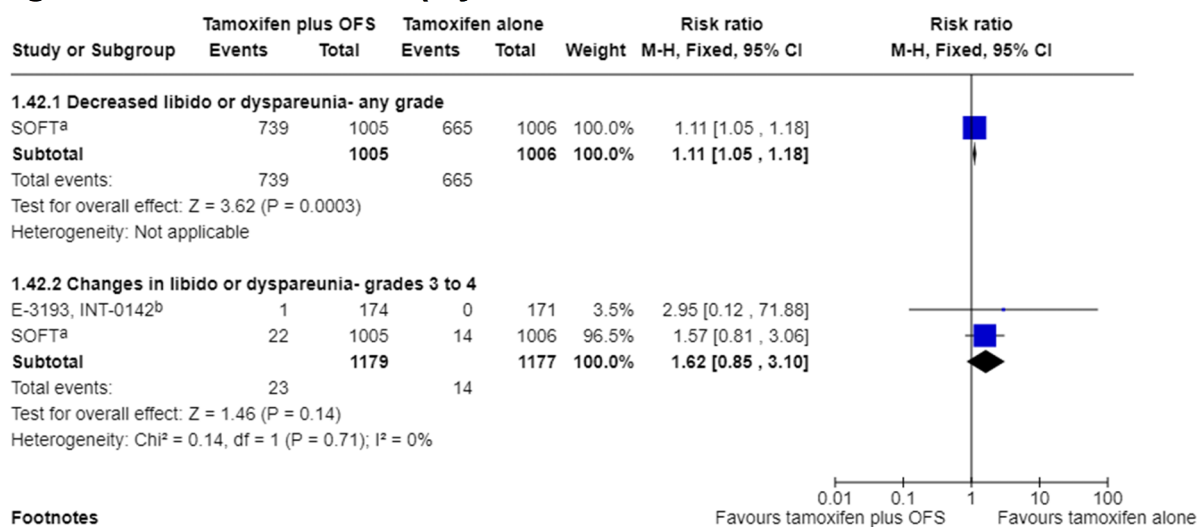 Tamoxifen plus OFS Tamoxifen alone Risk ratio Risk ratio
Study or Subgroup Events Total Events Total Weight M-H, Fixed, 95% CI M-H, Fixed, 95% CI
1.42.1 Decreased libido or dyspareunia- any grade
SOFTᵃ 739 1005 665 1006 100.0% 1.11 [1.05 , 1.18]
Subtotal 1005 1006 100.0% 1.11 [1.05 , 1.18]
Total events: 739 665
Test for overall effect: Z = 3.62 (P = 0.0003)
Heterogeneity: Not applicable
1.42.2 Changes in libido or dyspareunia- grades 3 to 4
E-3193, INT-0142ᵇ 1 174 0 171 3.5% 2.95 [0.12 , 71.88]
SOFTᵃ 22 1005 14 1006 96.5% 1.57 [0.81 , 3.06]
Subtotal 1179 1177 100.0% 1.62 [0.85 , 3.10]
Total events: 23 14
Test for overall effect: Z = 1.46 (P = 0.14)
Heterogeneity: Chi² = 0.14, df = 1 (P = 0.71); I² = 0%
0.01 0.1 1 10 100
Footnotes Favours tamoxifen plus OFS Favours tamoxifen alone